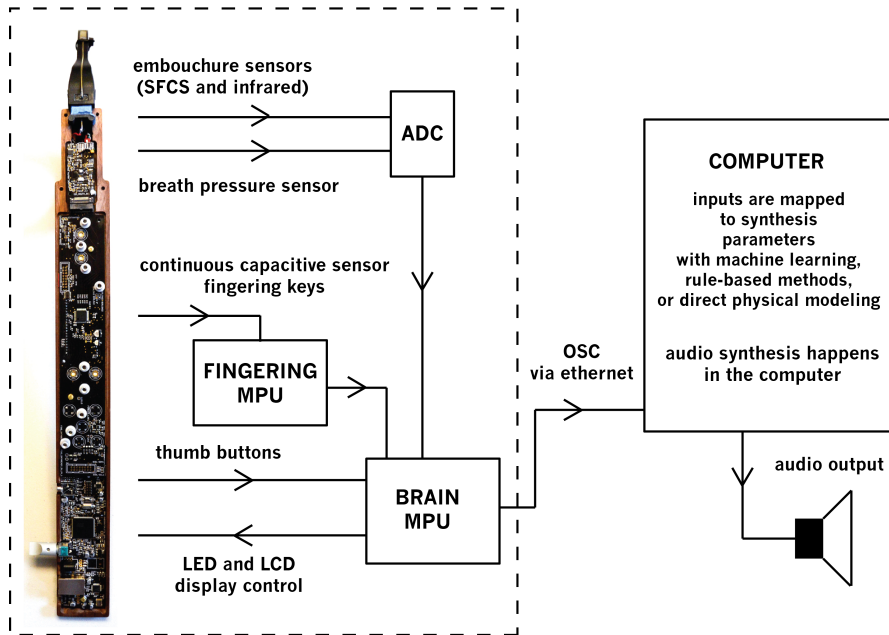 embouchure sensors
(SFCS and infrared)
ADC
breath pressure sensor
continuous capacitive sensor
fingering keys
FINGERING
MPU
thumb buttons
BRAIN
MPU
LED and LCD
display control
OSC
via ethernet
COMPUTER
inputs are mapped
to synthesis
parameters
with machine learning,
rule-based methods,
or direct physical modeling
audio synthesis happens
in the computer
audio output